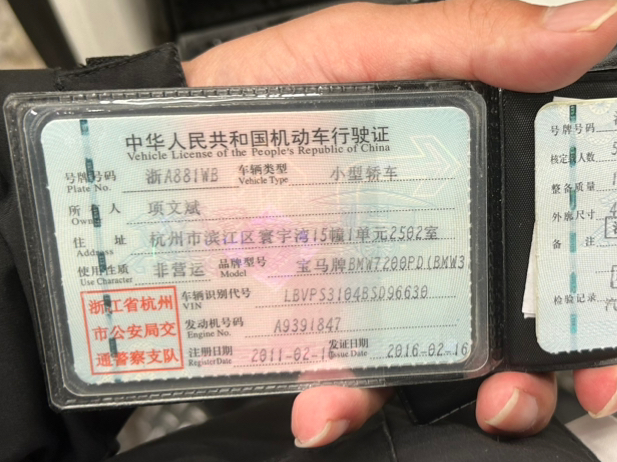 中华人民共和国机动车行驶证
Vehicle License of the People's Republic of China
号牌号码 浙A881WB 车辆类型 小型轿车
Plate No. Vehicle Type
所有人 项文斌
Owner
住址 杭州市滨江区寰宇湾15幢1单元2502室
Address
使用性质 非营运 品牌型号 宝马牌BMW7200PD(BMW3
Use Character Model
浙江省杭州
市公安局交
通警察支队
车辆识别代号 LBVPS3104BSD96630
VIN
发动机号码 A9391847
Engine No.
注册日期 2011-02-1 发证日期 2016-02-16
Register Date Issue Date
号牌号码
核定 人数
整备质量
外廓尺寸
备注
检验记录